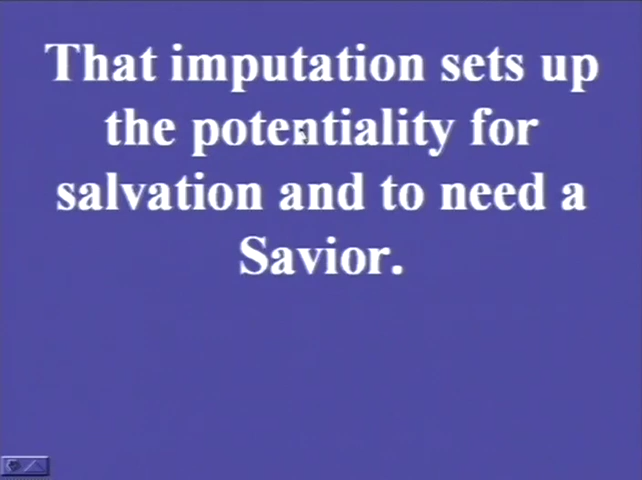 That imputation sets up
the potentiality for
salvation and to need a
Savior.